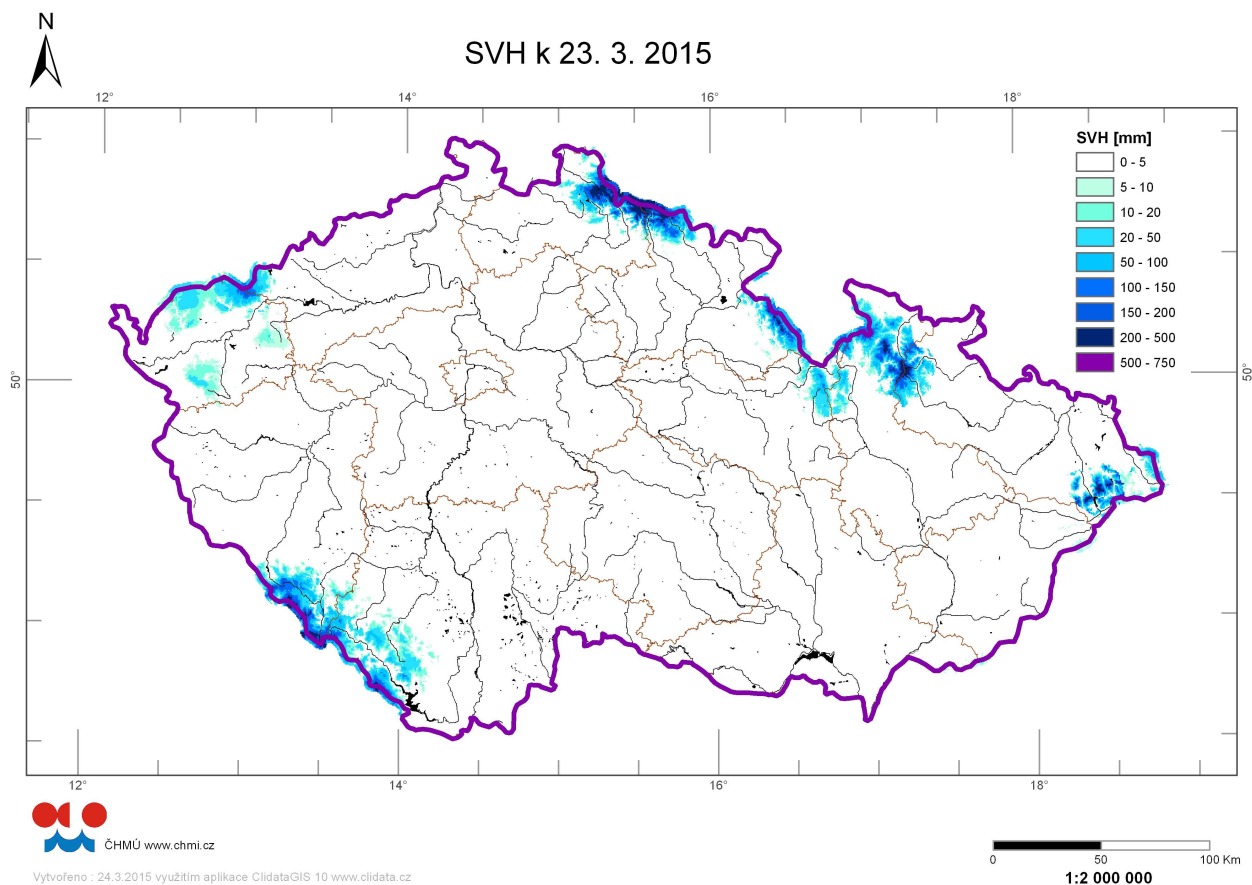 N
SVH k 23. 3. 2015
12° 14° 16° 18°
SVH [mm]
0 - 5
5 - 10
10 - 20
20 - 50
50 - 100
100 - 150
150 - 200
200 - 500
500 - 750
50° 50°
12° 14° 16° 18°
ČHMÚ www.chmi.cz
0 50 100 Km
1:2 000 000
Vytvořeno : 24.3.2015 využitím aplikace ClidataGIS 10 www.clidata.cz